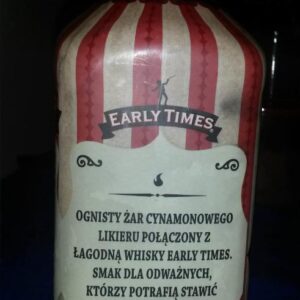 EARLY TIMES
OGNISTY ŻAR CYNAMONOWEGO
LIKIERU POŁĄCZONY Z
ŁAGODNĄ WHISKY EARLY TIMES.
SMAK DLA ODWAŻNYCH,
KTÓRZY POTRAFIĄ STAWIĆ